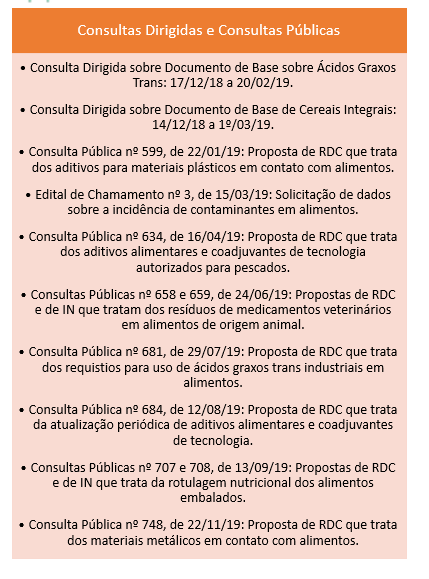 Consultas Dirigidas e Consultas Públicas
• Consulta Dirigida sobre Documento de Base sobre Ácidos Graxos
Trans: 17/12/18 a 20/02/19.
• Consulta Dirigida sobre Documento de Base de Cereais Integrais:
14/12/18 a 1º/03/19.
• Consulta Pública nº 599, de 22/01/19: Proposta de RDC que trata
dos aditivos para materiais plásticos em contato com alimentos.
• Edital de Chamamento nº 3, de 15/03/19: Solicitação de dados
sobre a incidência de contaminantes em alimentos.
• Consulta Pública nº 634, de 16/04/19: Proposta de RDC que trata
dos aditivos alimentares e coadjuvantes de tecnologia
autorizados para pescados.
• Consultas Públicas nº 658 e 659, de 24/06/19: Propostas de RDC
e de IN que tratam dos resíduos de medicamentos veterinários
em alimentos de origem animal.
• Consulta Pública nº 681, de 29/07/19: Proposta de RDC que trata
dos requistios para uso de ácidos graxos trans industriais em
alimentos.
• Consulta Pública nº 684, de 12/08/19: Proposta de RDC que trata
da atualização periódica de aditivos alimentares e coadjuvantes
de tecnologia.
• Consultas Públicas nº 707 e 708, de 13/09/19: Propostas de RDC
e de IN que trata da rotulagem nutricional dos alimentos
embalados.
• Consulta Pública nº 748, de 22/11/19: Proposta de RDC que trata
dos materiais metálicos em contato com alimentos.